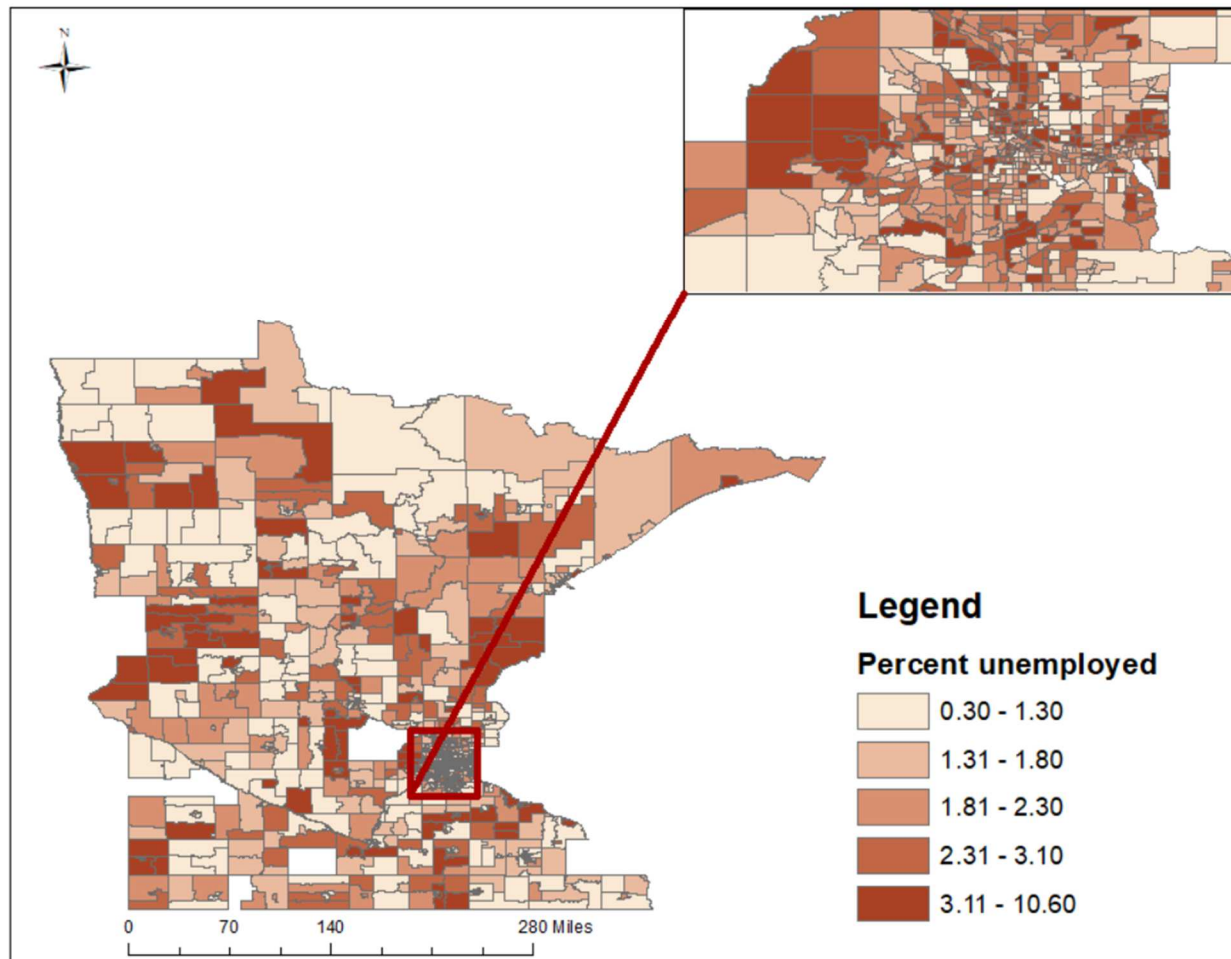 N
Legend
Percent unemployed
0.30 - 1.30
1.31 - 1.80
1.81 - 2.30
2.31 - 3.10
3.11 - 10.60
0 70 140 280 Miles